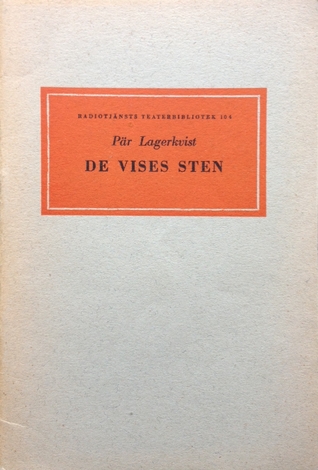 RADIOTJÄNSTS TEATERBIBLIOTEK 104
Pär Lagerkvist
DE VISES STEN